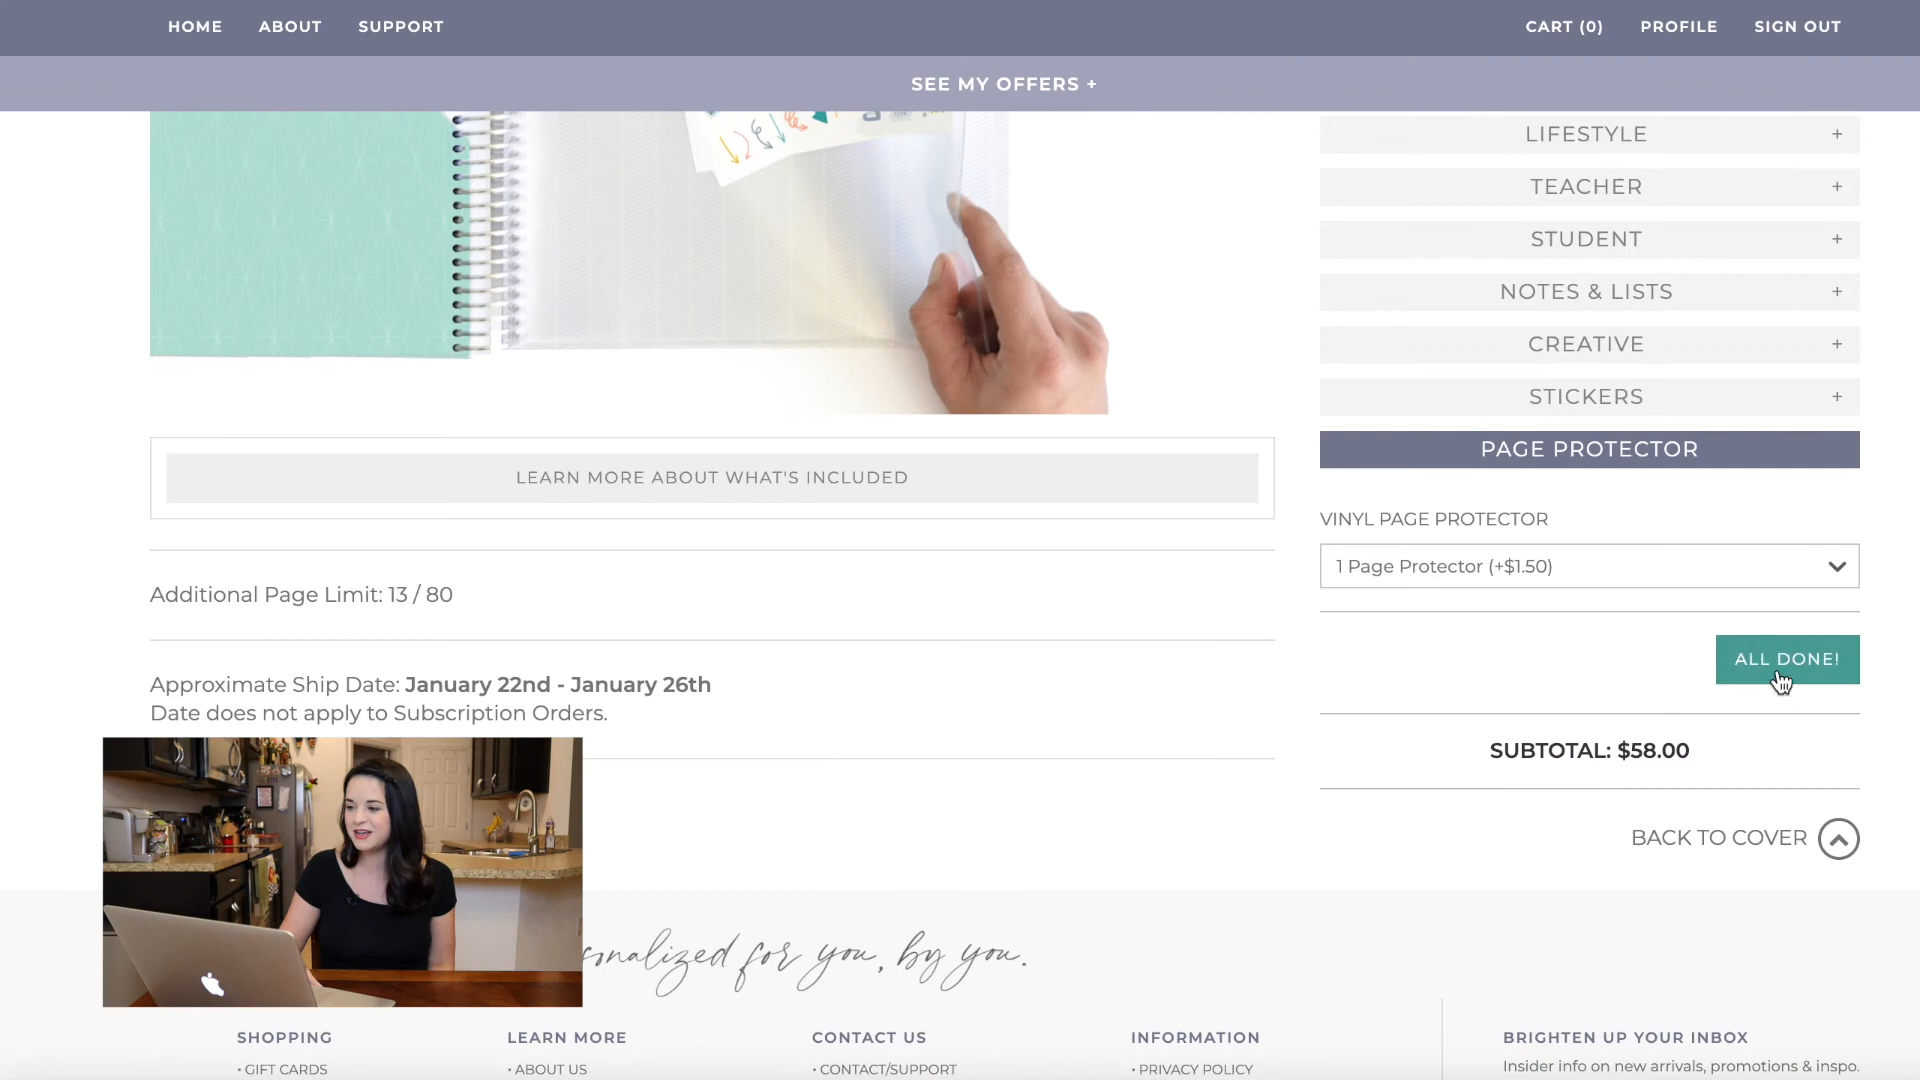 HOME ABOUT SUPPORT CART (0) PROFILE SIGN OUT
SEE MY OFFERS +
LIFESTYLE +
TEACHER +
STUDENT +
NOTES & LISTS +
CREATIVE +
STICKERS +
PAGE PROTECTOR
LEARN MORE ABOUT WHAT'S INCLUDED
VINYL PAGE PROTECTOR
1 Page Protector (+$1.50)
Additional Page Limit: 13 / 80
ALL DONE!
Approximate Ship Date: January 22nd - January 26th
Date does not apply to Subscription Orders.
SUBTOTAL: $58.00
BACK TO COVER
for you, by you.
SHOPPING
• GIFT CARDS
LEARN MORE
• ABOUT US
CONTACT US
• CONTACT/SUPPORT
INFORMATION
• PRIVACY POLICY
BRIGHTEN UP YOUR INBOX
Insider info on new arrivals, promotions & inspo.